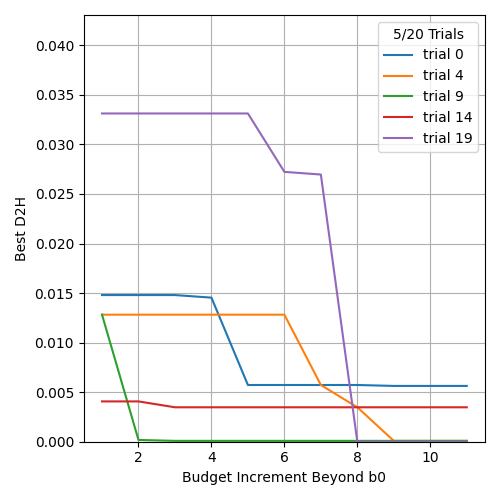 5/20 Trials
trial 0
trial 4
trial 9
trial 14
trial 19
0.040
0.035
0.030
0.025
0.020
0.015
0.010
0.005
0.000
Best D2H
2 4 6 8 10
Budget Increment Beyond b0